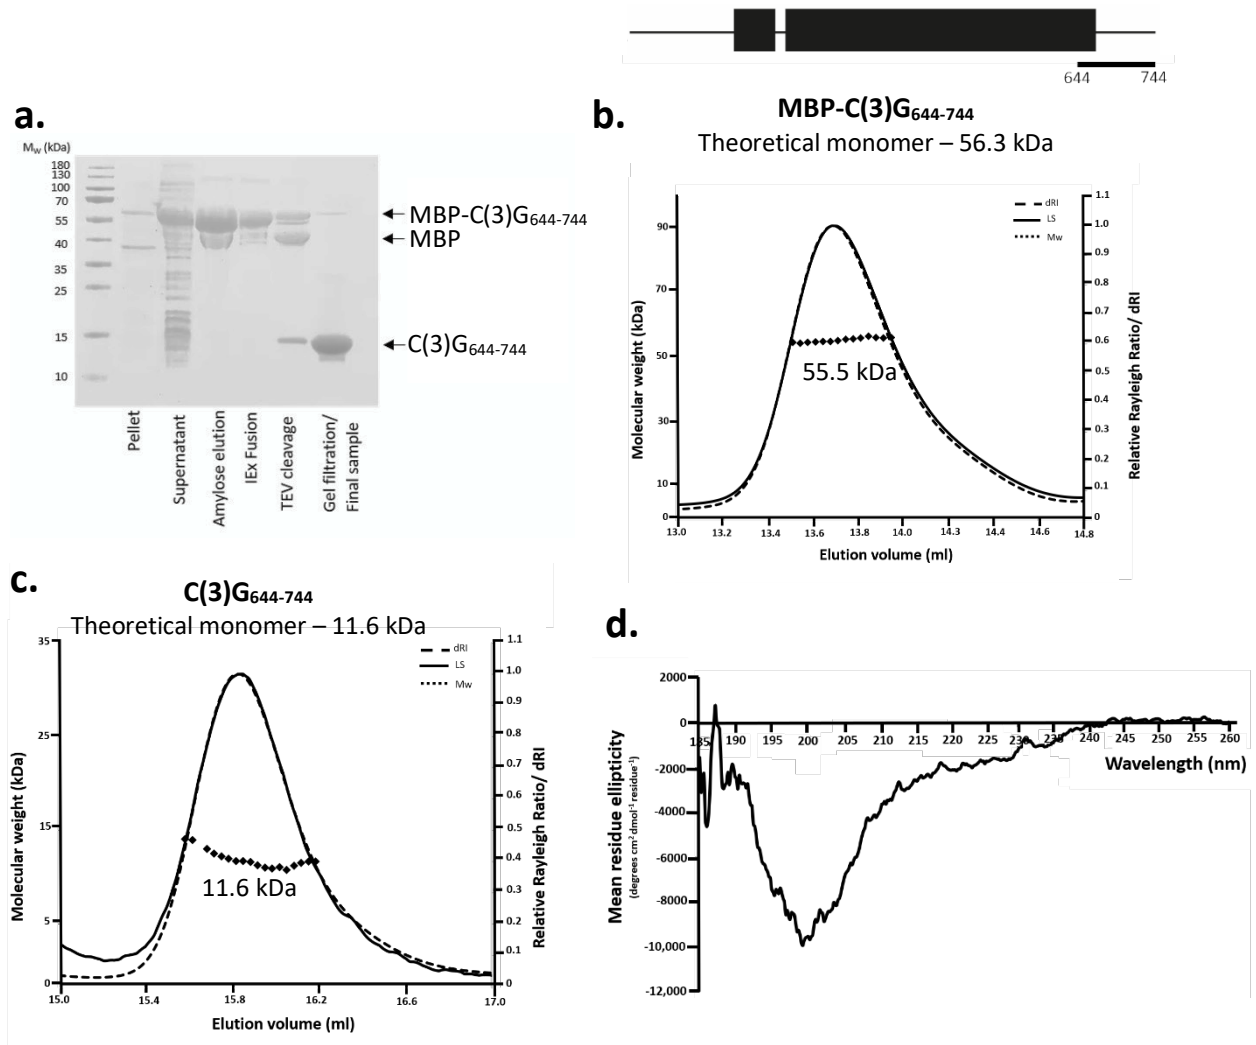 644 744
a.
Mw (kDa)
180
130
100
70
55
40
35
25
15
10
MBP-C(3)G644-744
MBP
C(3)G644-744
Pellet
Supernatant
Amylose elution
IEx Fusion
TEV cleavage
Gel filtration/
Final sample
b.
MBP-C(3)G644-744
Theoretical monomer – 56.3 kDa
Molecular weight (kDa)
90
70
50
30
10
0
dRI
LS
Mw
55.5 kDa
1.1
1.0
0.9
0.8
0.7
0.6
0.5
0.4
0.3
0.2
0.1
0
Relative Rayleigh Ratio/ dRI
13.0 13.2 13.4 13.6 13.8 14.0 14.3 14.4 14.6 14.8
Elution volume (ml)
c.
C(3)G644-744
Theoretical monomer – 11.6 kDa
Molecular weight (kDa)
35
25
15
5
0
dRI
LS
Mw
11.6 kDa
1.1
1.0
0.9
0.8
0.7
0.6
0.5
0.4
0.3
0.2
0.1
0
Relative Rayleigh Ratio/ dRI
15.0 15.4 15.8 16.2 16.6 17.0
Elution volume (ml)
d.
Mean residue ellipticity
(degrees cm2 dmol-1 residue-1)
2000
0
-2000
-4000
-6000
-8000
-10,000
-12,000
185 190 195 200 205 210 215 220 225 230 235 240 245 250 255 260
Wavelength (nm)